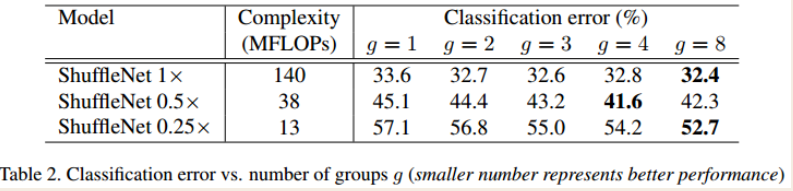 Model Complexity Classification error (%)
(MFLOPs) g = 1 g = 2 g = 3 g = 4 g = 8
ShuffleNet 1× 140 33.6 32.7 32.6 32.8 32.4
ShuffleNet 0.5× 38 45.1 44.4 43.2 41.6 42.3
ShuffleNet 0.25× 13 57.1 56.8 55.0 54.2 52.7
Table 2. Classification error vs. number of groups g (smaller number represents better performance)